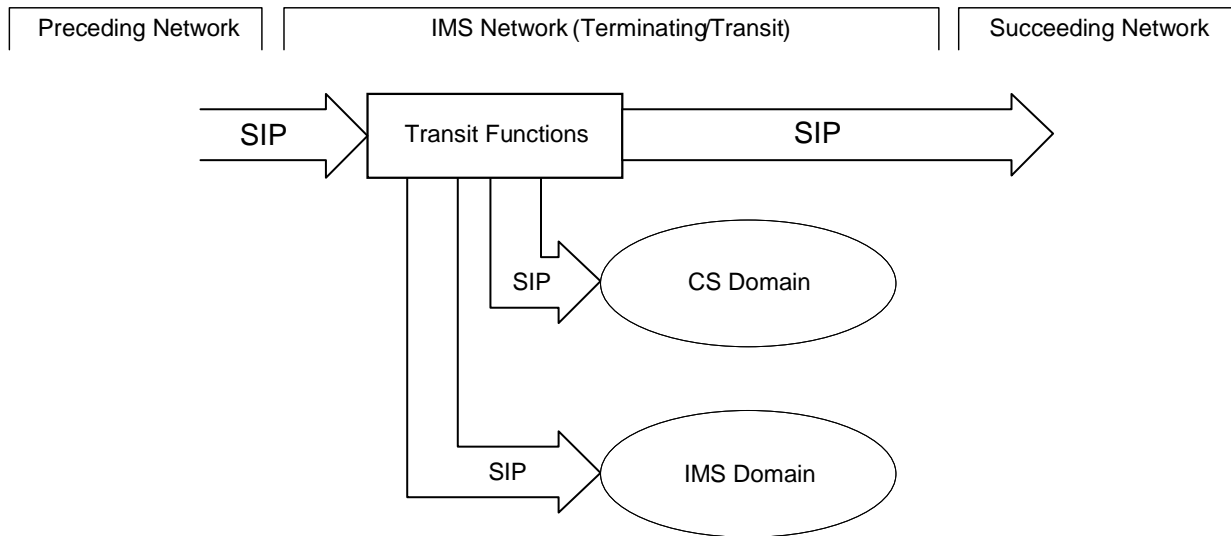 Preceding Network
IMS Network (Terminating/Transit)
Succeeding Network
SIP
Transit Functions
SIP
SIP
CS Domain
SIP
IMS Domain